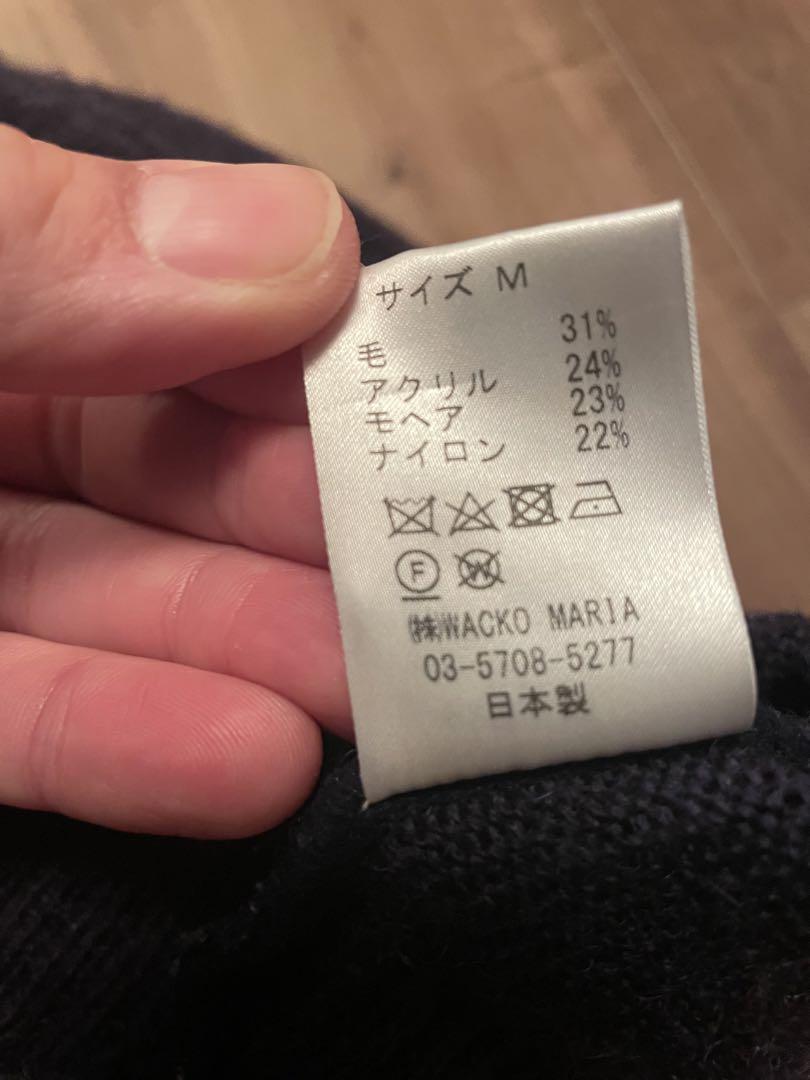 サイズ M
毛 31%
アクリル 24%
モヘア 23%
ナイロン 22%
F W
㈱WACKO MARIA
03-5708-5277
日本製